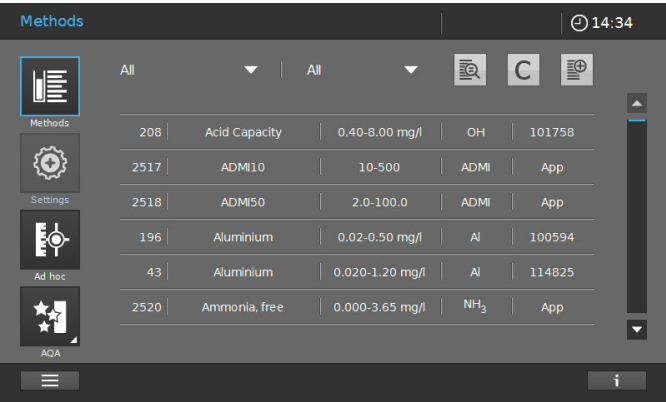 Methods
14:34
All
All
C
Methods
208 Acid Capacity 0.40-8.00 mg/l OH 101758
2517 ADMI10 10-500 ADMI App
Settings
2518 ADMI50 2.0-100.0 ADMI App
196 Aluminium 0.02-0.50 mg/l Al 100594
Ad hoc
43 Aluminium 0.020-1.20 mg/l Al 114825
2520 Ammonia, free 0.000-3.65 mg/l NH₃ App
AQA
i